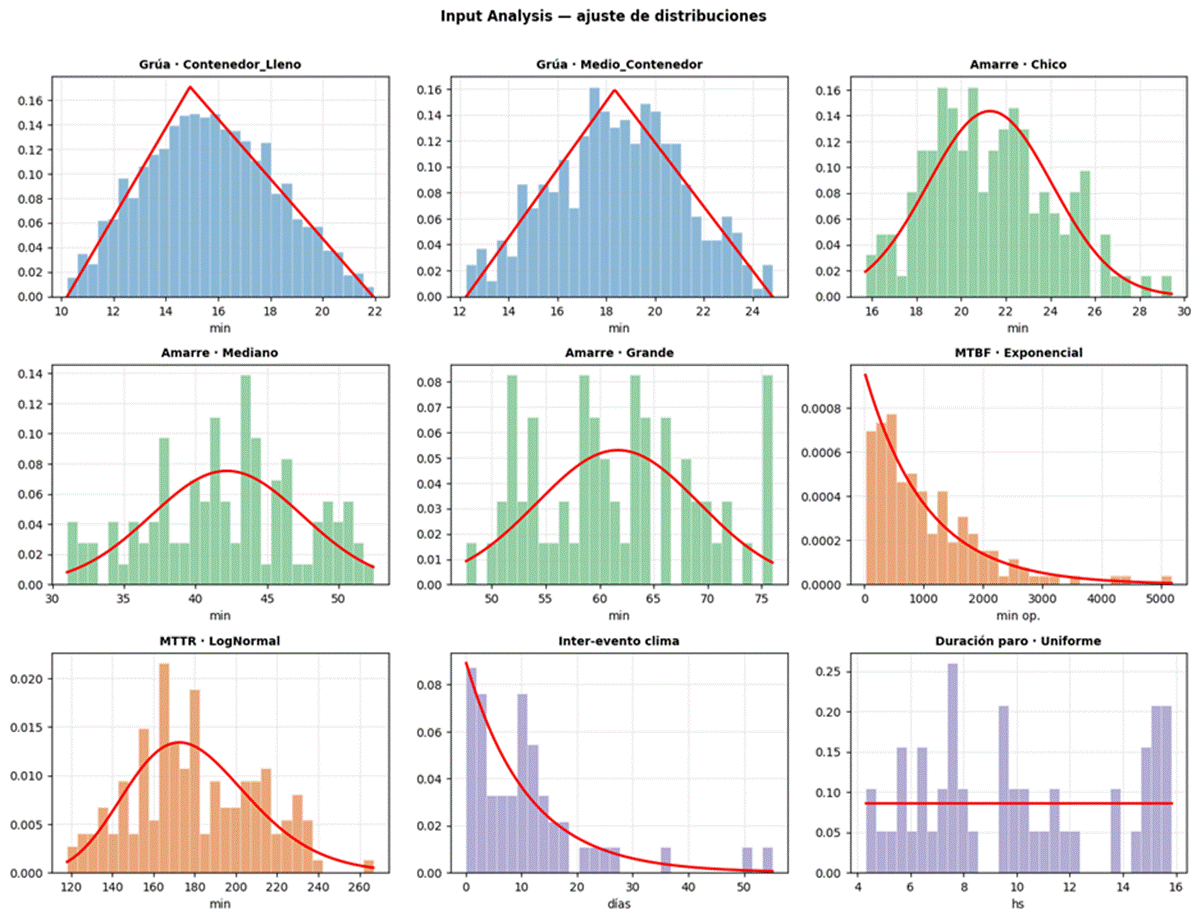 Input Analysis — ajuste de distribuciones
Grúa · Contenedor_Lleno
0.16
0.14
0.12
0.10
0.08
0.06
0.04
0.02
0.00
10 12 14 16 18 20 22
min
Grúa · Medio_Contenedor
0.16
0.14
0.12
0.10
0.08
0.06
0.04
0.02
0.00
12 14 16 18 20 22 24
min
Amarre · Chico
0.16
0.14
0.12
0.10
0.08
0.06
0.04
0.02
0.00
16 18 20 22 24 26 28 30
min
Amarre · Mediano
0.14
0.12
0.10
0.08
0.06
0.04
0.02
0.00
30 35 40 45 50
min
Amarre · Grande
0.08
0.07
0.06
0.05
0.04
0.03
0.02
0.01
0.00
50 55 60 65 70 75
min
MTBF · Exponencial
0.0008
0.0006
0.0004
0.0002
0.0000
0 1000 2000 3000 4000 5000
min op.
MTTR · LogNormal
0.020
0.015
0.010
0.005
0.000
120 140 160 180 200 220 240 260
min
Inter-evento clima
0.08
0.06
0.04
0.02
0.00
0 10 20 30 40 50
días
Duración paro · Uniforme
0.25
0.20
0.15
0.10
0.05
0.00
4 6 8 10 12 14 16
hs